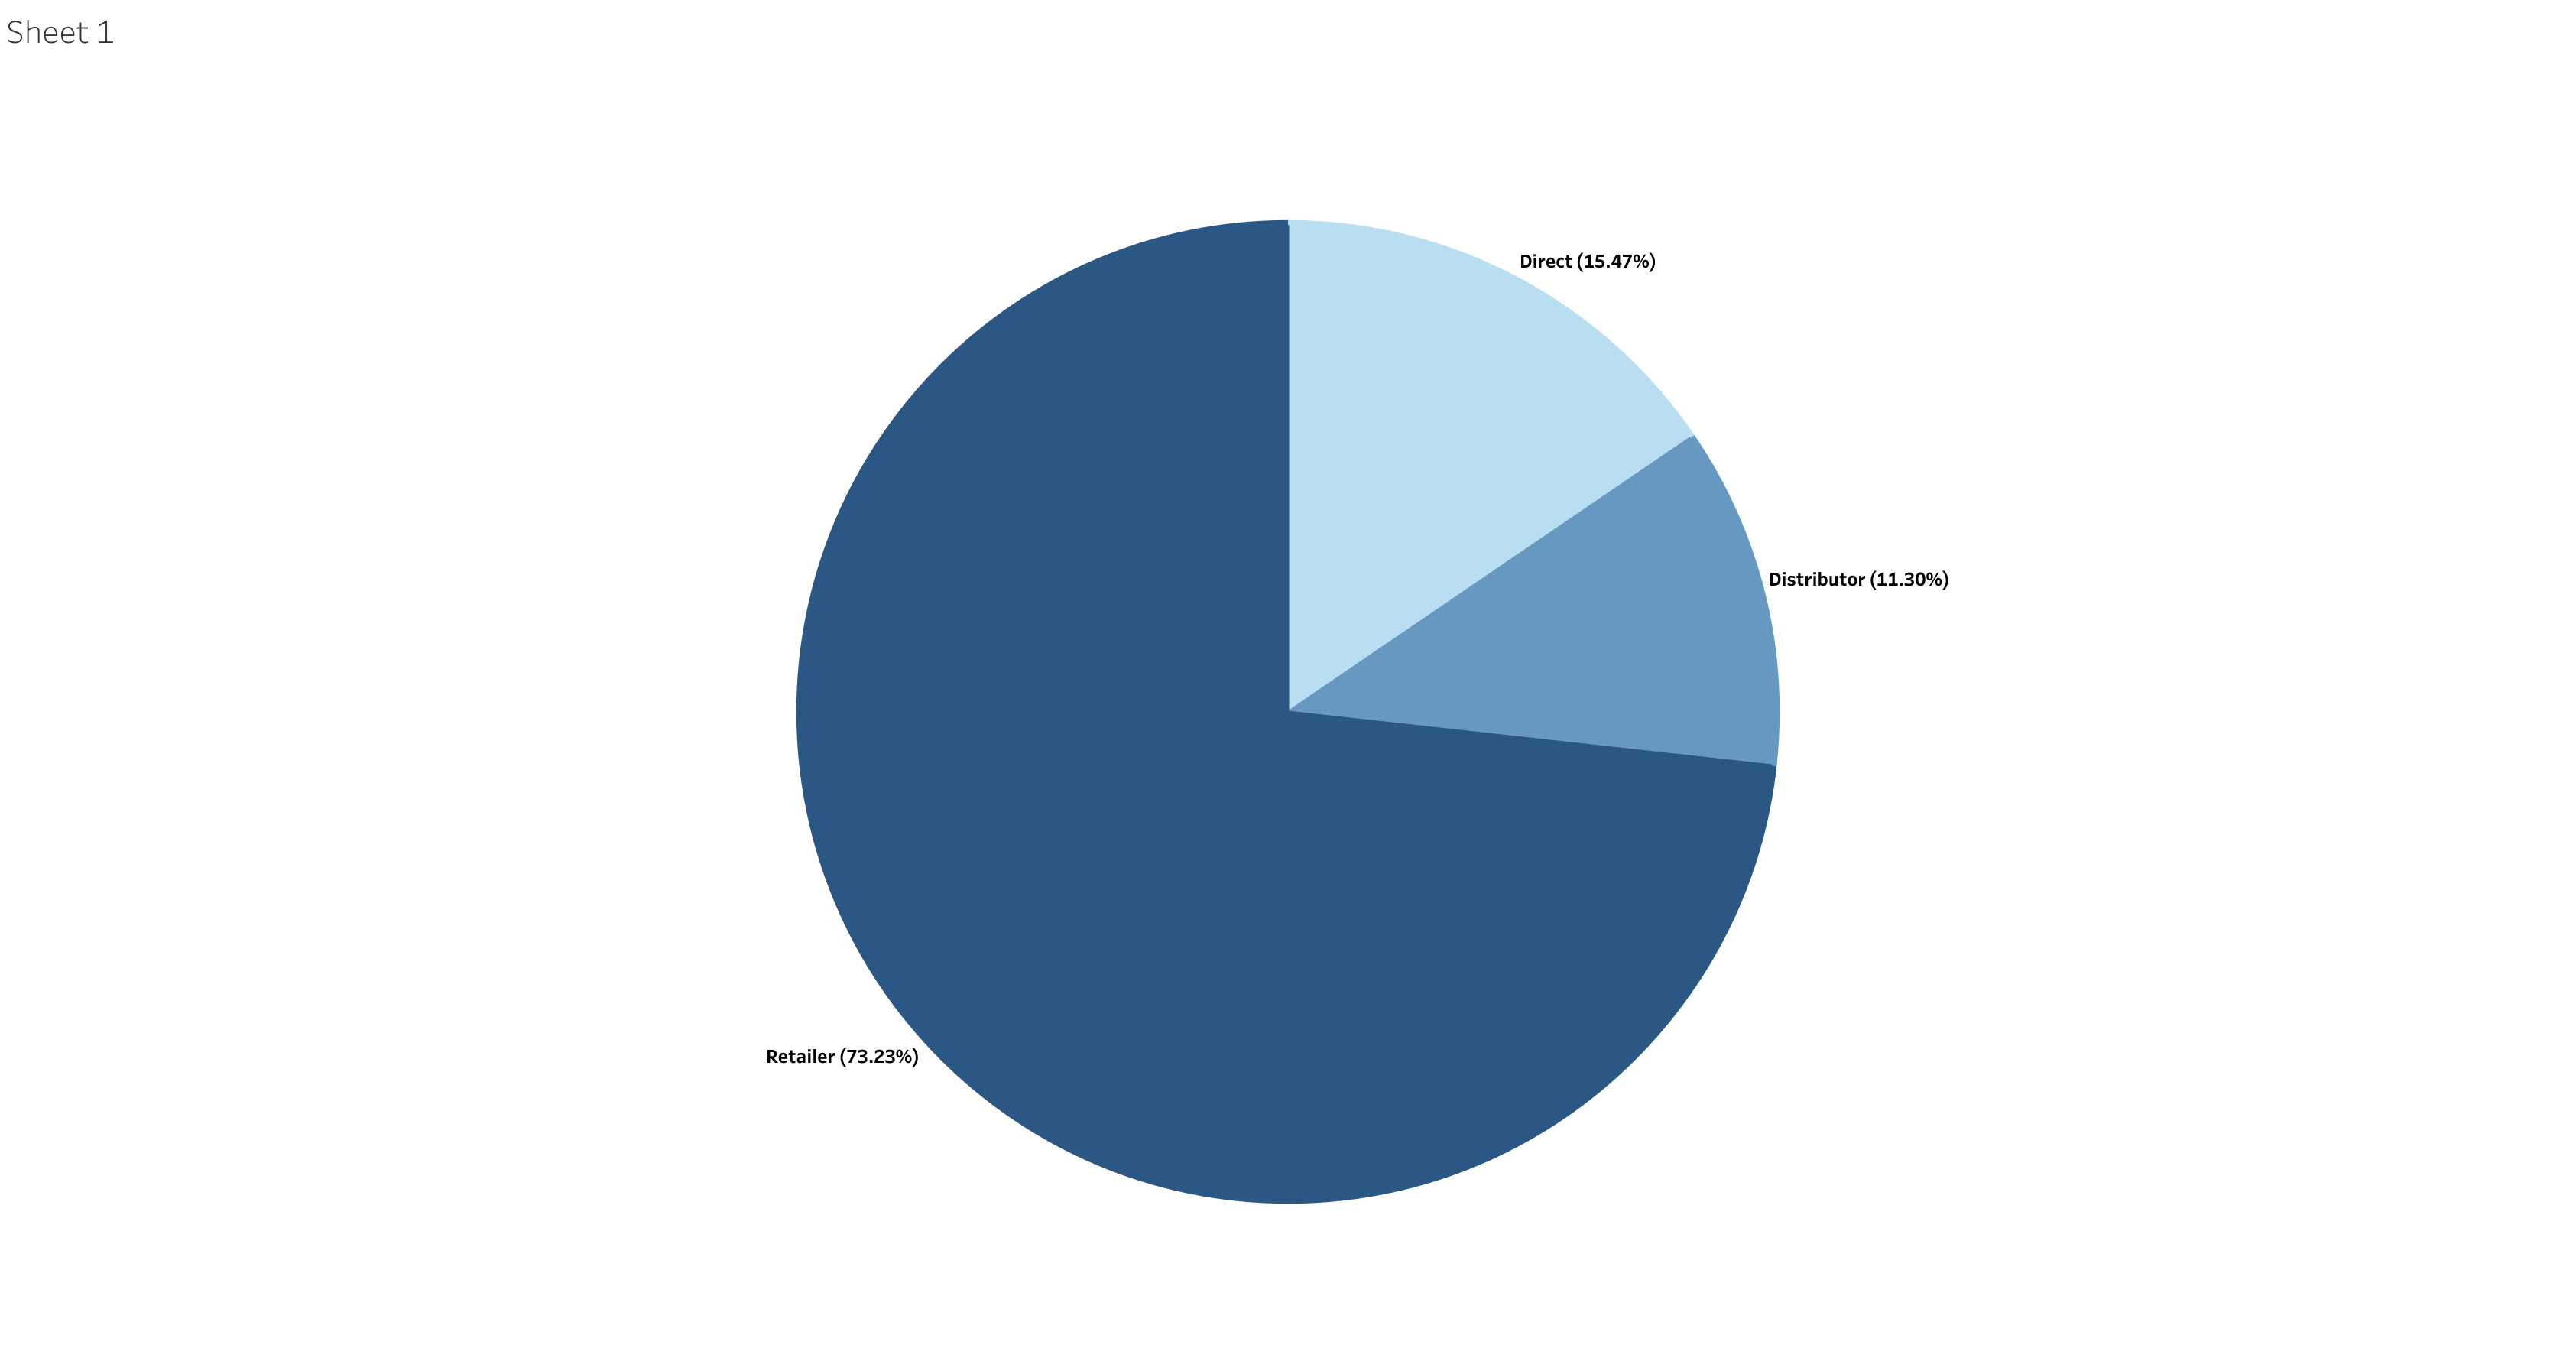 Sheet 1
Direct (15.47%)
Distributor (11.30%)
Retailer (73.23%)